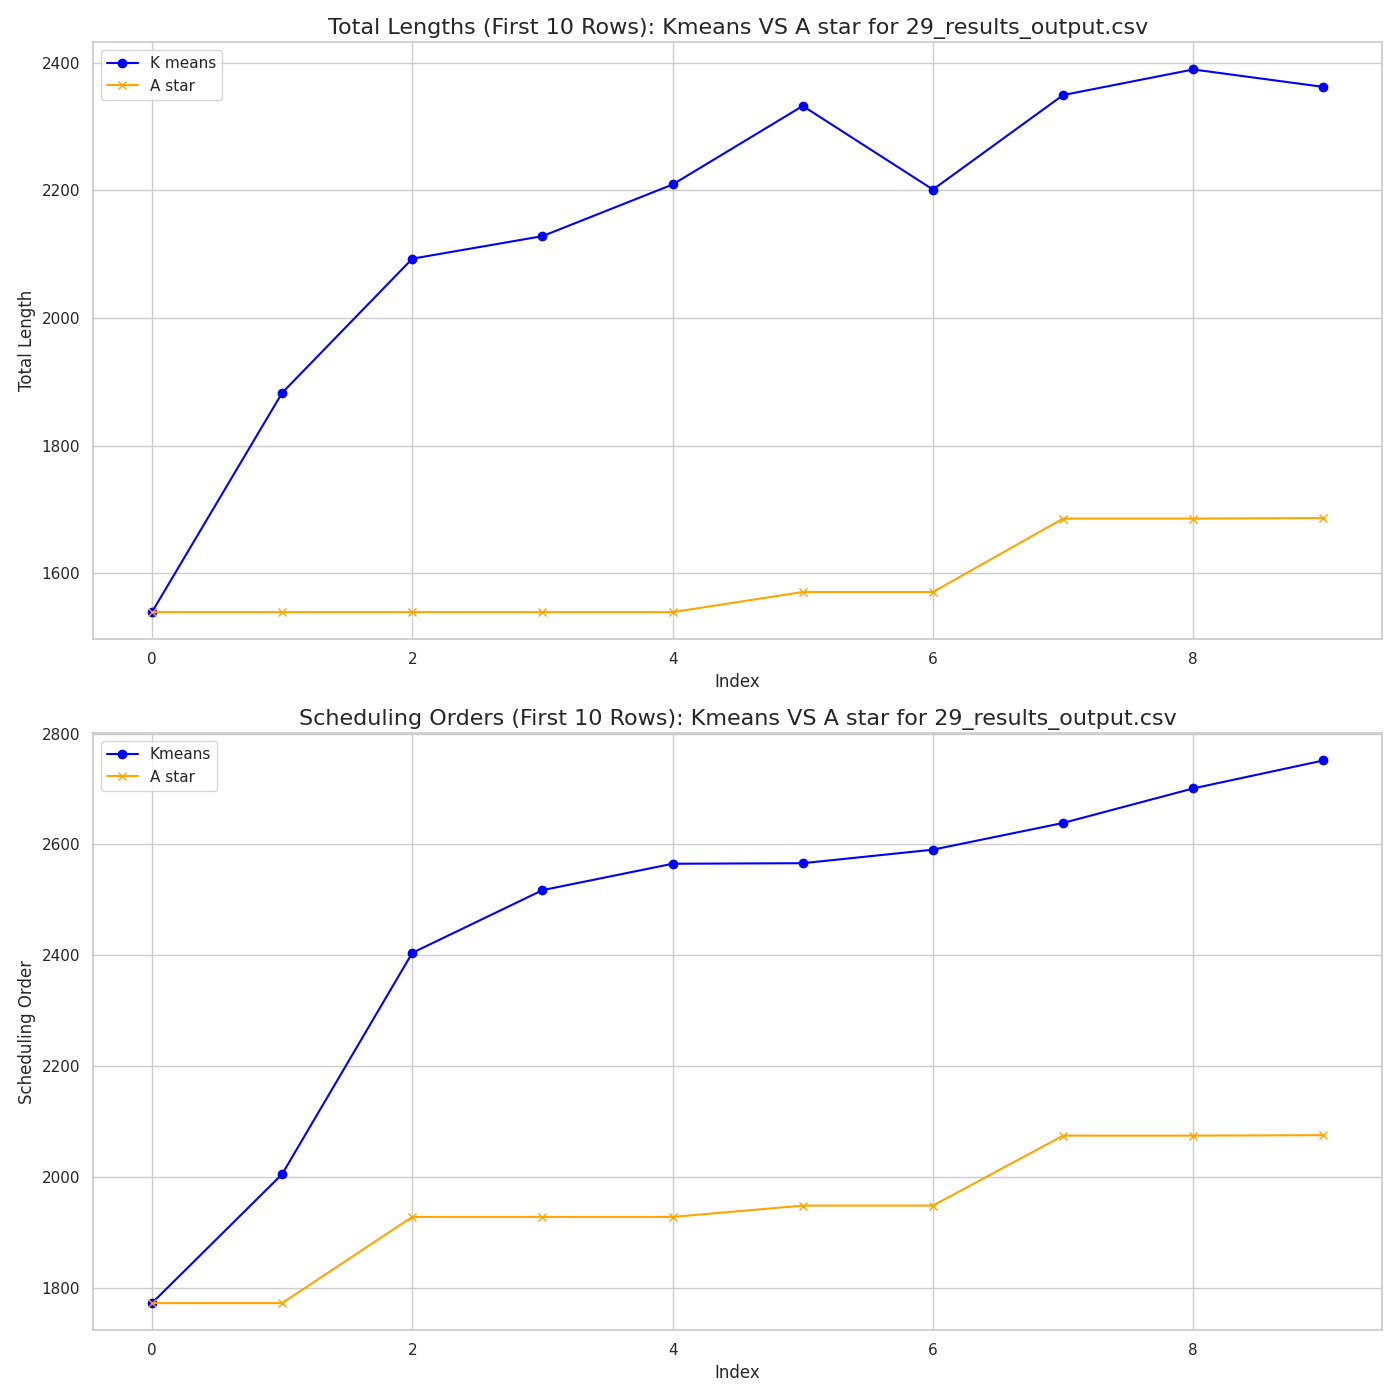 Total Lengths (First 10 Rows): Kmeans VS A star for 29_results_output.csv
K means
A star
2400
2200
2000
1800
1600
Total Length
0 2 4 6 8
Index
Scheduling Orders (First 10 Rows): Kmeans VS A star for 29_results_output.csv
Kmeans
A star
2800
2600
2400
2200
2000
1800
Scheduling Order
0 2 4 6 8
Index